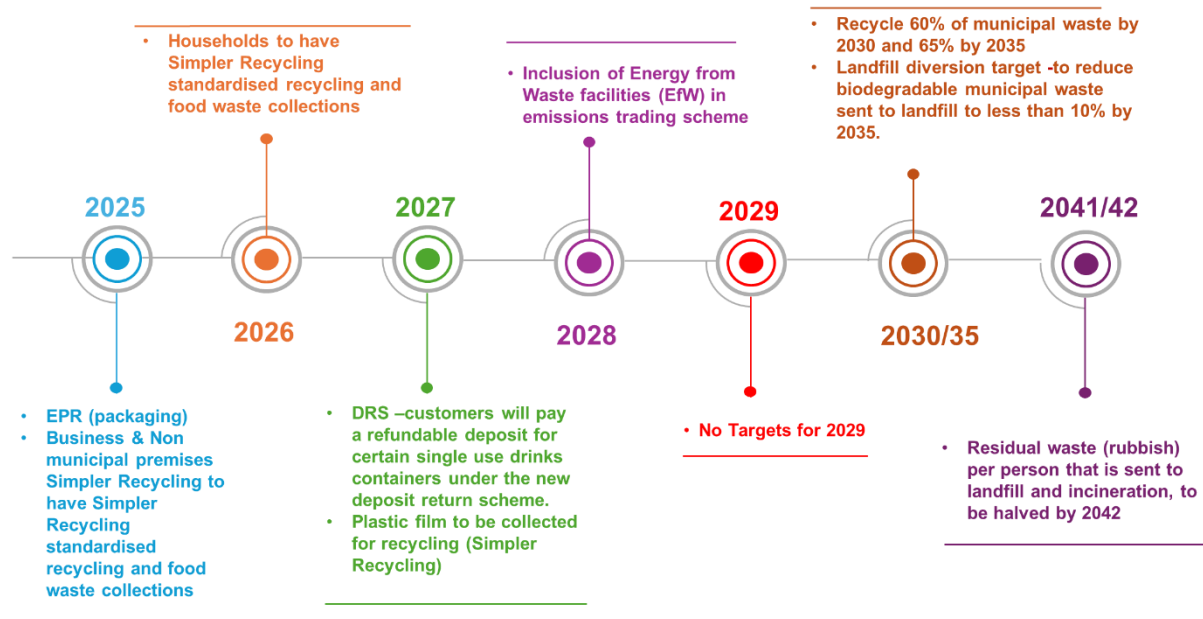 2025
• EPR (packaging)
• Business & Non
municipal premises
Simpler Recycling to
have Simpler
Recycling
standardised
recycling and food
waste collections
• Households to have
Simpler Recycling
standardised recycling and
food waste collections
2026
2027
• DRS –customers will pay
a refundable deposit for
certain single use drinks
containers under the new
deposit return scheme.
• Plastic film to be collected
for recycling (Simpler
Recycling)
• Inclusion of Energy from
Waste facilities (EfW) in
emissions trading scheme
2028
2029
• No Targets for 2029
• Recycle 60% of municipal waste by
2030 and 65% by 2035
• Landfill diversion target -to reduce
biodegradable municipal waste
sent to landfill to less than 10% by
2035.
2030/35
2041/42
• Residual waste (rubbish)
per person that is sent to
landfill and incineration, to
be halved by 2042